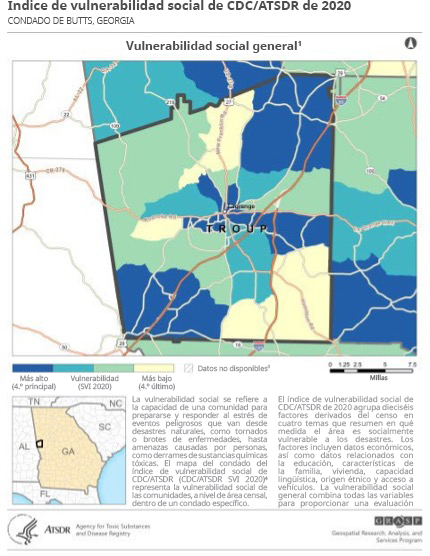 Índice de vulnerabilidad social de CDC/ATSDR de 2020
CONDADO DE BUTTS, GEORGIA
Vulnerabilidad social general¹
TROUP
Más alto
(4.º principal)
Vulnerabilidad
(SVI 2020)
Más bajo
(4.º último)
Datos no disponibles³
0 1.25 2.5 5 7.5
Millas
TN
NC
SC
AL
GA
FL
La vulnerabilidad social se refiere a
la capacidad de una comunidad para
prepararse y responder al estrés de
eventos peligrosos que van desde
desastres naturales, como tornados
o brotes de enfermedades, hasta
amenazas causadas por personas,
como derrames de sustancias químicas
tóxicas. El mapa del condado del
índice de vulnerabilidad social de
CDC/ATSDR (CDC/ATSDR SVI 2020)⁴
representa la vulnerabilidad social de
las comunidades, a nivel de área censal,
dentro de un condado específico.
El índice de vulnerabilidad social de
CDC/ATSDR de 2020 agrupa dieciséis
factores derivados del censo en
cuatro temas que resumen en qué
medida el área es socialmente
vulnerable a los desastres. Los
factores incluyen datos económicos,
así como datos relacionados con
la educación, características de
la familia, vivienda, capacidad
lingüística, origen étnico y acceso a
vehículos. La vulnerabilidad social
general combina todas las variables
para proporcionar una evaluación
ATSDR
Agency for Toxic Substances
and Disease Registry
GRASP
Geospatial Research, Analysis, and
Services Program